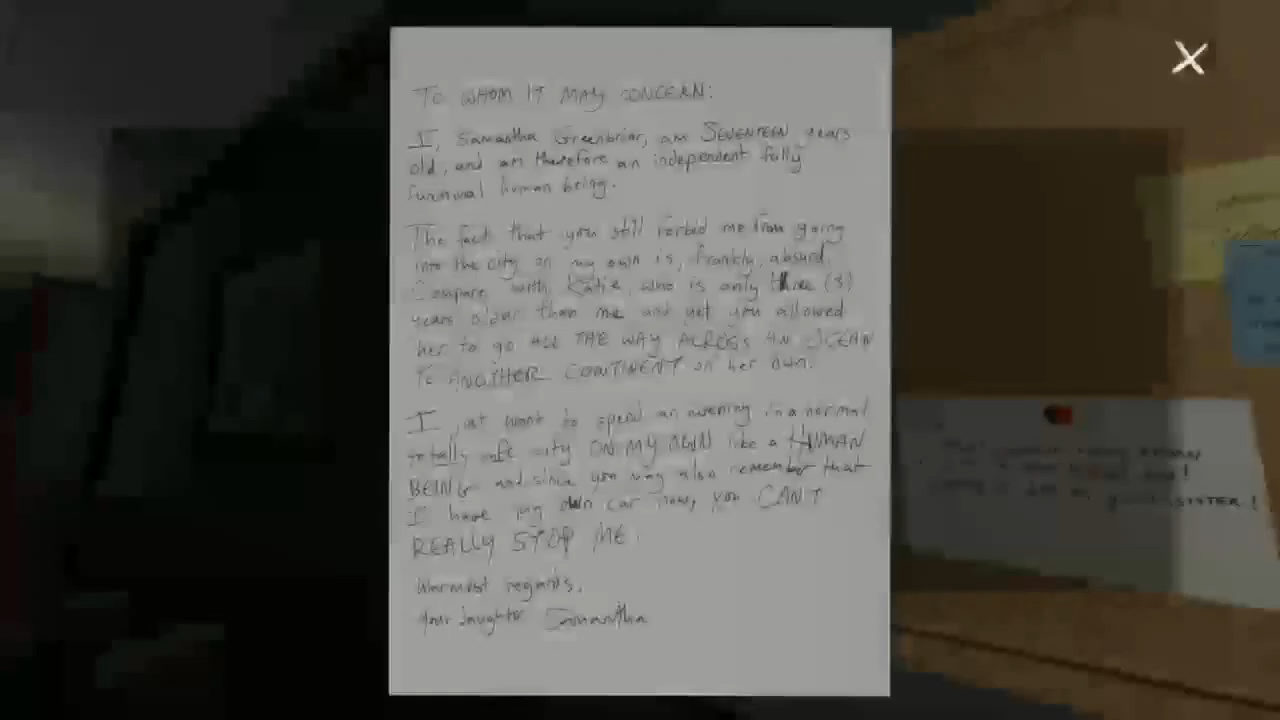 TO WHOM IT MAY CONCERN:
I, Samantha Greenbriar, am SEVENTEEN years
old, and am therefore an independent fully
functional human being.
The fact that you still forbid me from going
into the city on my own is, frankly, absurd.
Compare with Katie, who is only three (3)
years older than me and yet you allowed
her to go ALL THE WAY ACROSS AN OCEAN
TO ANOTHER CONTINENT on her own.
I just want to spend an evening in a normal
totally safe city ON MY OWN like a HUMAN
BEING and since you may also remember that
I have my own car now, you CAN'T
REALLY STOP ME.
Warmest regards,
Your daughter Samantha
SISTER!